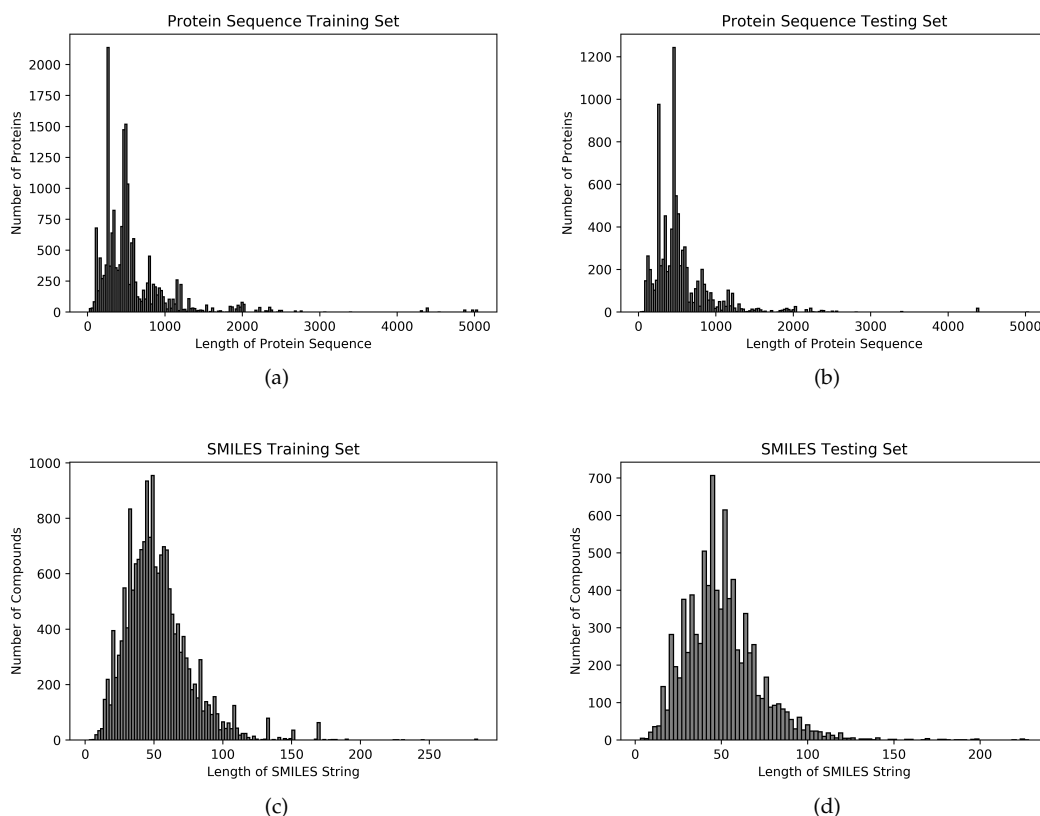 Protein Sequence Training Set
2000
1750
1500
1250
1000
750
500
250
0
Number of Proteins
0 1000 2000 3000 4000 5000
Length of Protein Sequence
(a)
Protein Sequence Testing Set
1200
1000
800
600
400
200
0
Number of Proteins
0 1000 2000 3000 4000 5000
Length of Protein Sequence
(b)
SMILES Training Set
1000
800
600
400
200
0
Number of Compounds
0 50 100 150 200 250
Length of SMILES String
(c)
SMILES Testing Set
700
600
500
400
300
200
100
0
Number of Compounds
0 50 100 150 200
Length of SMILES String
(d)